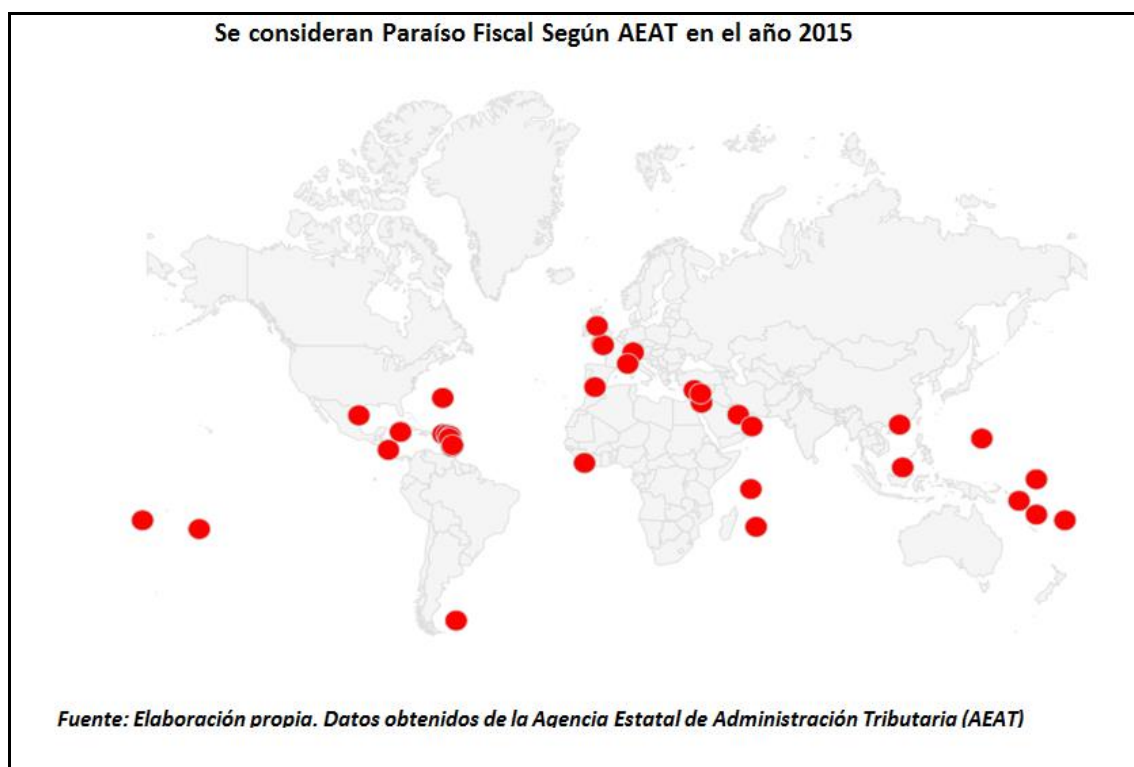 Se consideran Paraíso Fiscal Según AEAT en el año 2015
Fuente: Elaboración propia. Datos obtenidos de la Agencia Estatal de Administración Tributaria (AEAT)